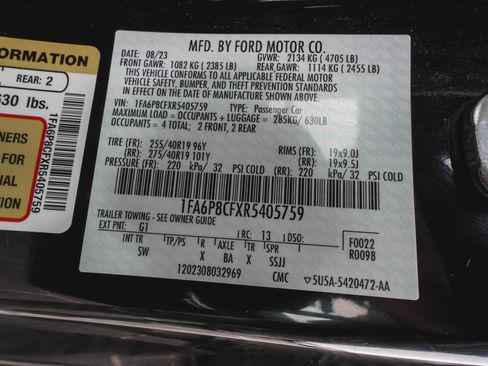 MFD. BY FORD MOTOR CO.
DATE: 08/23 GVWR: 2134 KG ( 4705 LB)
FRONT GAWR: 1082 KG ( 2385 LB) REAR GAWR: 1114 KG ( 2455 LB)
THIS VEHICLE CONFORMS TO ALL APPLICABLE FEDERAL MOTOR
VEHICLE SAFETY, BUMPER, AND THEFT PREVENTION STANDARDS
IN EFFECT ON THE DATE OF MANUFACTURE SHOWN ABOVE.
VIN: 1FA6P8CFXR5405759 TYPE: Passenger Car
MAXIMUM LOAD = OCCUPANTS + LUGGAGE = 285KG/ 630LB
OCCUPANTS = 4 TOTAL; 2 FRONT, 2 REAR
TIRE (FR): 255/40R19 96Y RIMS (FR): 19x9.0J
(RR): 275/40R19 101Y (RR): 19x9.5J
PRESSURE (FR): 220 kPa/ 32 PSI COLD (RR): 220 kPa/ 32 PSI COLD
1FA6P8CFXR5405759
TRAILER TOWING - SEE OWNER GUIDE
EXT PNT: G1 RC: 13 DSO: F0022
INT TR TP/PS R AXLE TR SPR R0098
SW X BA X SSJJ
1202308032969 CMC 5U5A-5420472-AA
FORMATION
REAR: 2
630 lbs.
1FA6P8CFXR5405759
NERS
FOR
NAL
TION